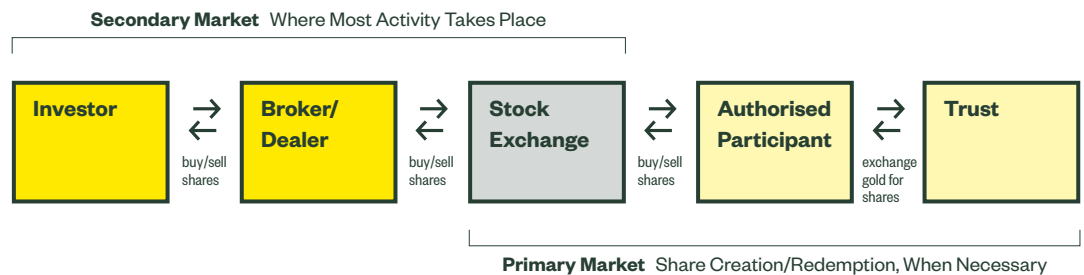 Secondary Market Where Most Activity Takes Place
Investor
buy/sell
shares
Broker/
Dealer
buy/sell
shares
Stock
Exchange
buy/sell
shares
Authorised
Participant
exchange
gold for
shares
Trust
Primary Market Share Creation/Redemption, When Necessary